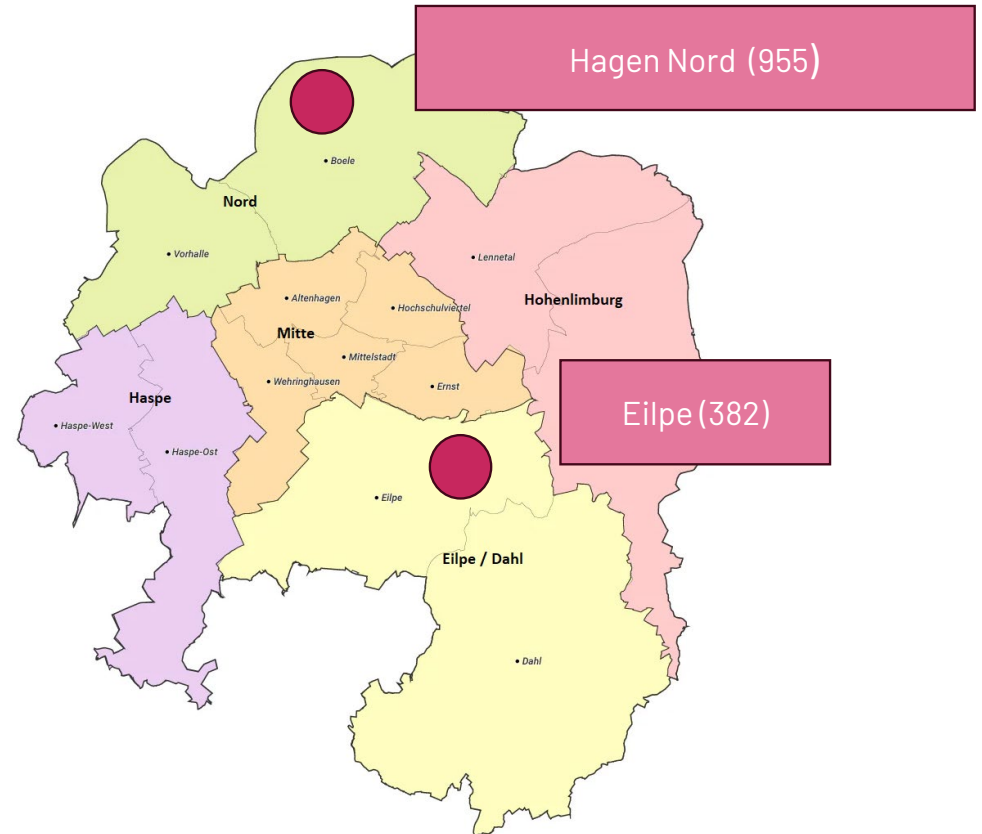 Hagen Nord (955)
Boele
Nord
Vorhalle
Lennetal
Altenhagen
Hohenlimburg
Hochschulviertel
Mitte
Mittelstadt
Wehringhausen
Ernst
Haspe
Eilpe (382)
Haspe-West
Haspe-Ost
Eilpe
Eilpe / Dahl
Dahl